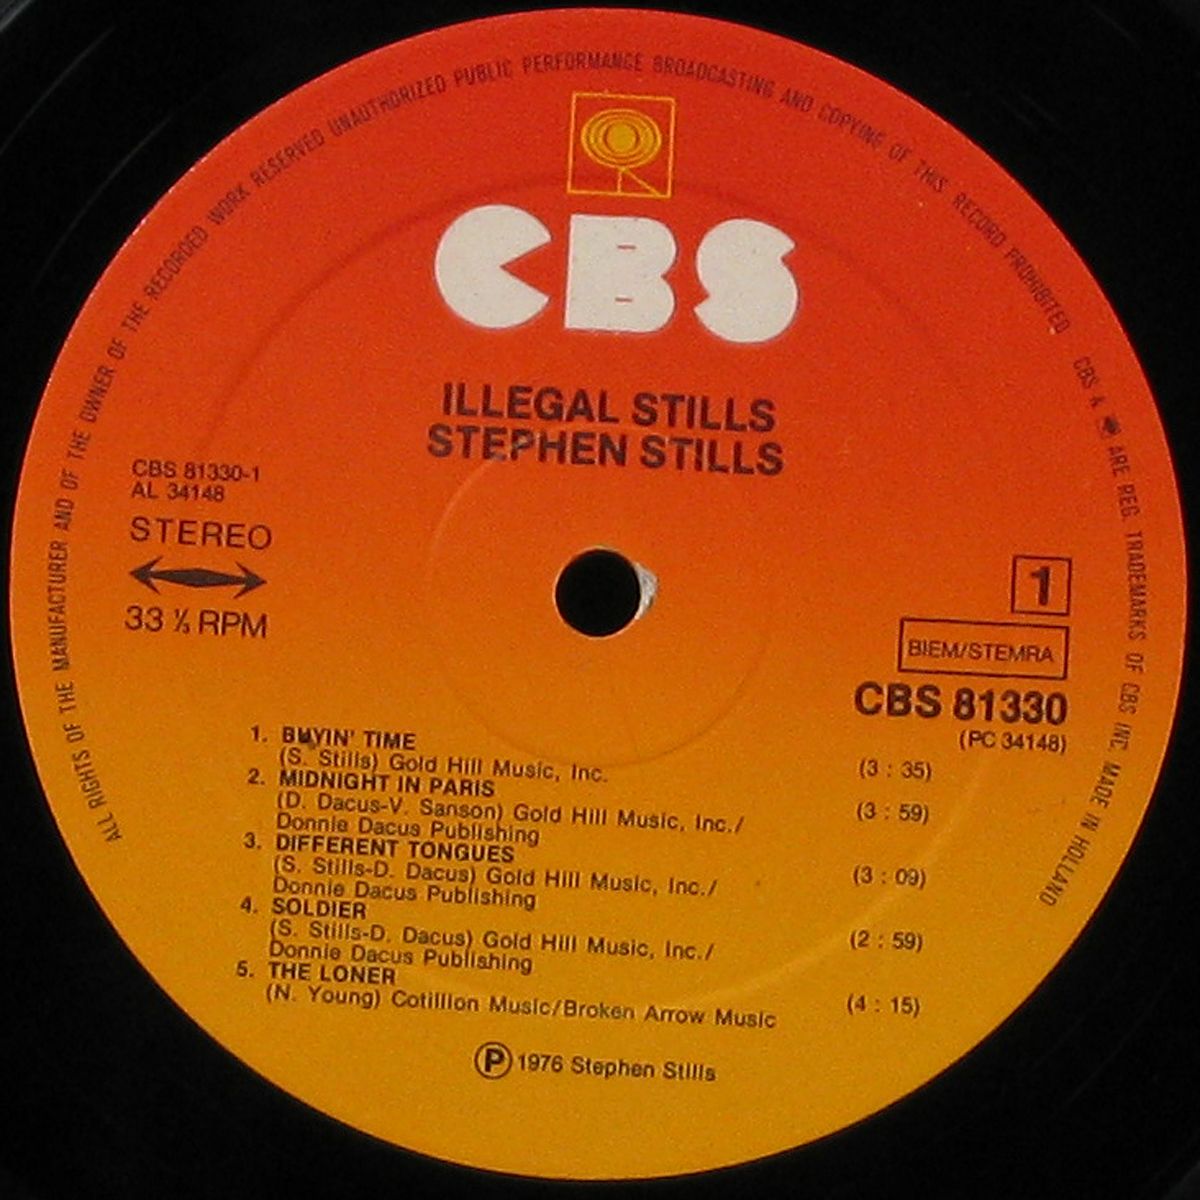 ALL RIGHTS OF THE MANUFACTURER AND OF THE OWNER OF THE RECORDED WORK RESERVED UNAUTHORIZED PUBLIC PERFORMANCE BROADCASTING AND COPYING OF THIS RECORD PROHIBITED
CBS & ARE REG. TRADEMARKS OF CBS INC. MADE IN HOLLAND
CBS
ILLEGAL STILLS
STEPHEN STILLS
CBS 81330-1
AL 34148
STEREO
33 ⅓ RPM
1
BIEM/STEMRA
CBS 81330
(PC 34148)
1. BUYIN' TIME
(S. Stills) Gold Hill Music, Inc. (3 : 35)
2. MIDNIGHT IN PARIS
(D. Dacus-V. Sanson) Gold Hill Music, Inc./ (3 : 59)
Donnie Dacus Publishing
3. DIFFERENT TONGUES
(S. Stills-D. Dacus) Gold Hill Music, Inc./ (3 : 09)
Donnie Dacus Publishing
4. SOLDIER
(S. Stills-D. Dacus) Gold Hill Music, Inc./ (2 : 59)
Donnie Dacus Publishing
5. THE LONER
(N. Young) Cotillion Music/Broken Arrow Music (4 : 15)
Ⓟ 1976 Stephen Stills